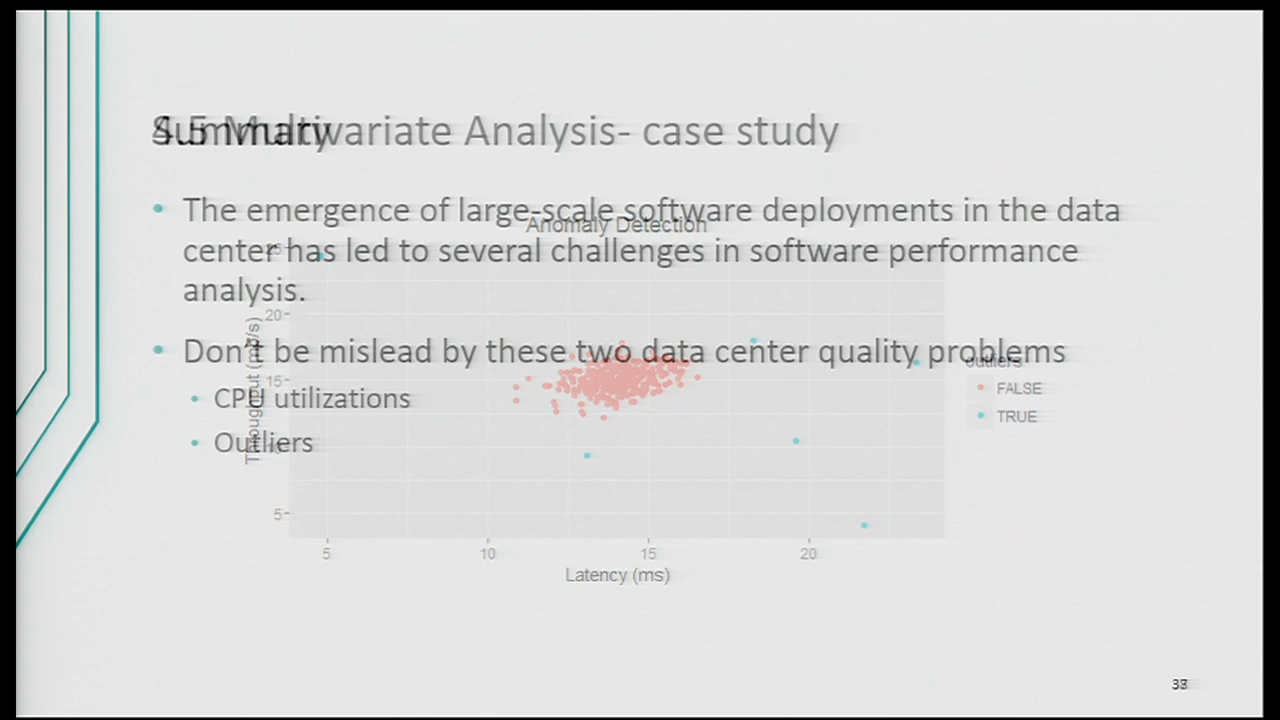 Summary
4.5 Multivariate Analysis- case study
• The emergence of large-scale software deployments in the data
center has led to several challenges in software performance
analysis.
• Don't be mislead by these two data center quality problems
• CPU utilizations
• Outliers
Anomaly Detection
20
15
5
5 10 15 20
Latency (ms)
outliers
FALSE
TRUE